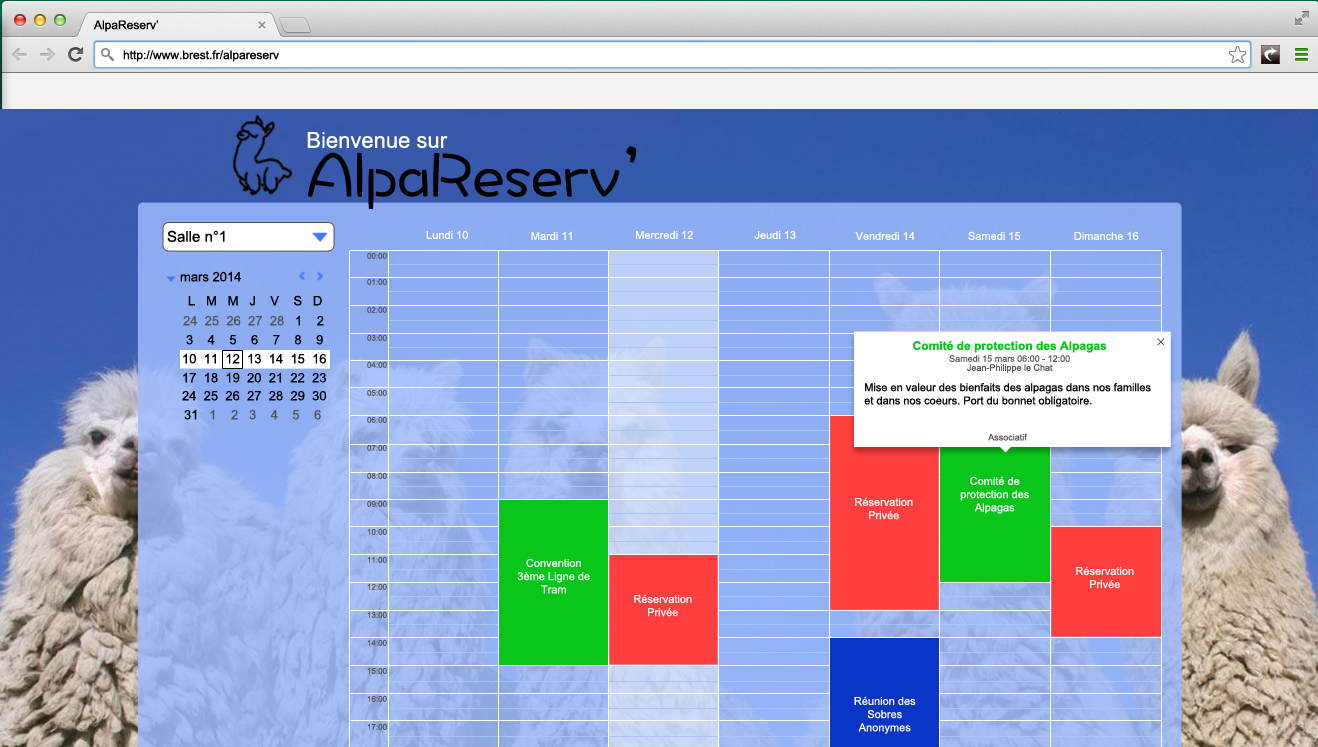 AlpaReserv'
http://www.brest.fr/alpareserv
Bienvenue sur
AlpaReserv'
Salle n°1
mars 2014
L M M J V S D
24 25 26 27 28 1 2
3 4 5 6 7 8 9
10 11 12 13 14 15 16
17 18 19 20 21 22 23
24 25 26 27 28 29 30
31 1 2 3 4 5 6
Lundi 10 Mardi 11 Mercredi 12 Jeudi 13 Vendredi 14 Samedi 15 Dimanche 16
00:00
01:00
02:00
03:00
04:00
05:00
06:00
07:00
08:00
09:00
10:00
11:00
12:00
13:00
14:00
15:00
16:00
17:00
Convention
3ème Ligne de
Tram
Réservation
Privée
Réservation
Privée
Réunion des
Sobres
Anonymes
Comité de protection des Alpagas
Samedi 15 mars 06:00 - 12:00
Jean-Philippe le Chat
Mise en valeur des bienfaits des alpagas dans nos familles
et dans nos coeurs. Port du bonnet obligatoire.
Associatif
Comité de
protection des
Alpagas
Réservation
Privée